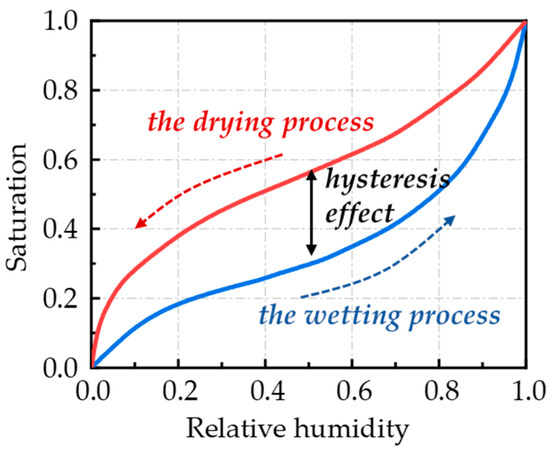 1.0
the drying process
0.8
0.6
hysteresis
effect
0.4
0.2
the wetting process
0.0
0.0 0.2 0.4 0.6 0.8 1.0
Saturation
Relative humidity